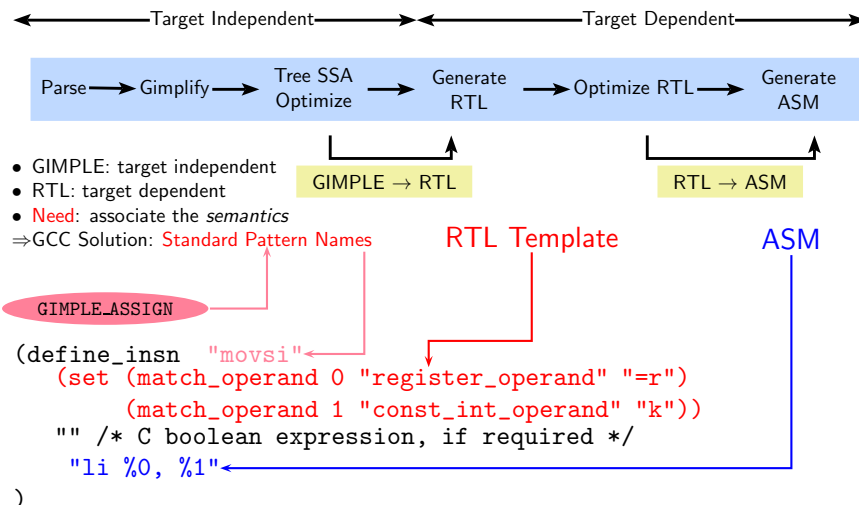 Target Independent Target Dependent
Parse Gimplify Tree SSA Optimize Generate RTL Optimize RTL Generate ASM
GIMPLE → RTL RTL → ASM
• GIMPLE: target independent
• RTL: target dependent
• Need: associate the semantics
⇒GCC Solution: Standard Pattern Names
RTL Template ASM
GIMPLE_ASSIGN
(define_insn "movsi"
(set (match_operand 0 "register_operand" "=r")
(match_operand 1 "const_int_operand" "k"))
"" /* C boolean expression, if required */
"li %0, %1"
)